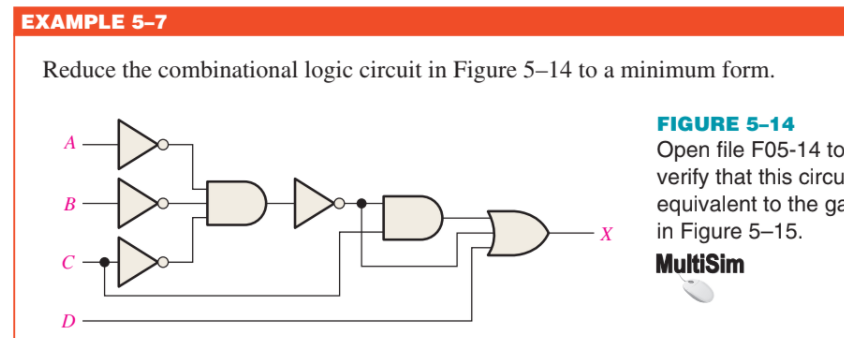 EXAMPLE 5–7
Reduce the combinational logic circuit in Figure 5–14 to a minimum form.
FIGURE 5–14
Open file F05-14 to
verify that this circu
equivalent to the ga
in Figure 5–15.
MultiSim
A
B
C
D
X